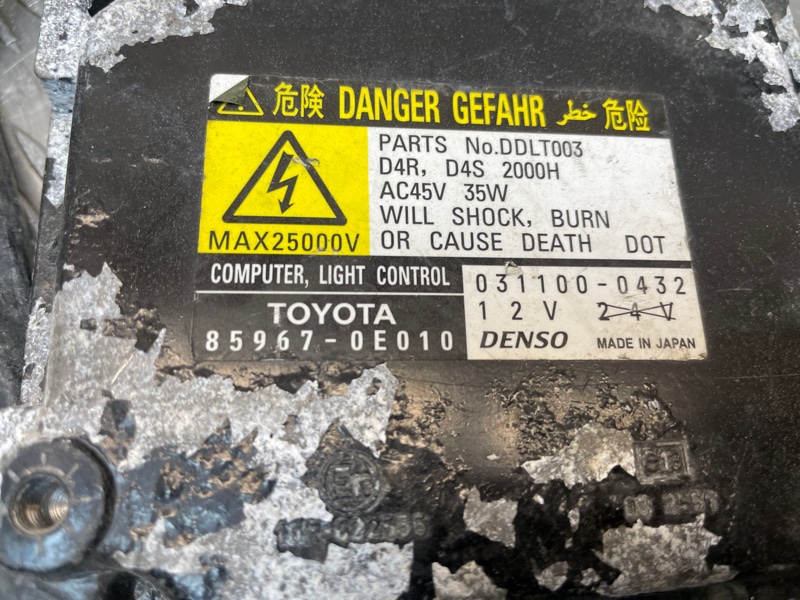 危険 DANGER GEFAHR خطر 危险
PARTS No.DDLT003
D4R, D4S 2000H
AC45V 35W
WILL SHOCK, BURN
OR CAUSE DEATH DOT
MAX25000V
COMPUTER, LIGHT CONTROL
031100-0432
TOYOTA
12V 24V
85967-0E010
DENSO MADE IN JAPAN